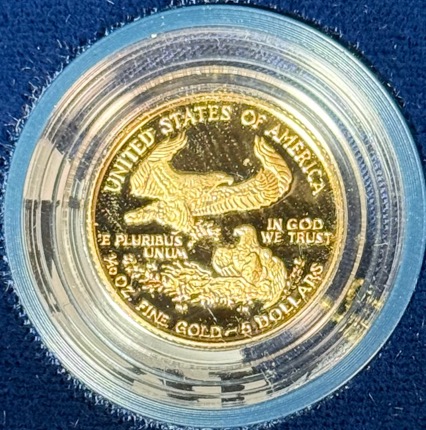 UNITED STATES OF AMERICA
E PLURIBUS
UNUM
IN GOD
WE TRUST
1/10 OZ. FINE GOLD~5 DOLLARS